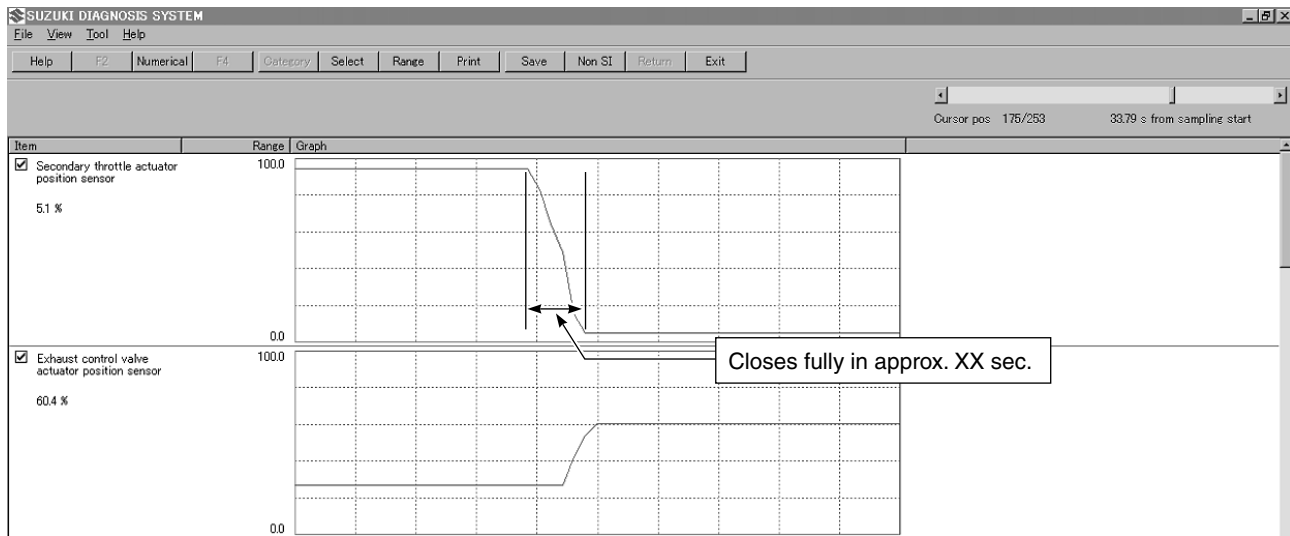 SUZUKI DIAGNOSIS SYSTEM
File View Tool Help
Help F2 Numerical F4 Category Select Range Print Save Non SI Return Exit
Cursor pos 175/253 33.79 s from sampling start
Item Range Graph
Secondary throttle actuator
position sensor
100.0
5.1 %
0.0
Closes fully in approx. XX sec.
Exhaust control valve
actuator position sensor
100.0
60.4 %
0.0